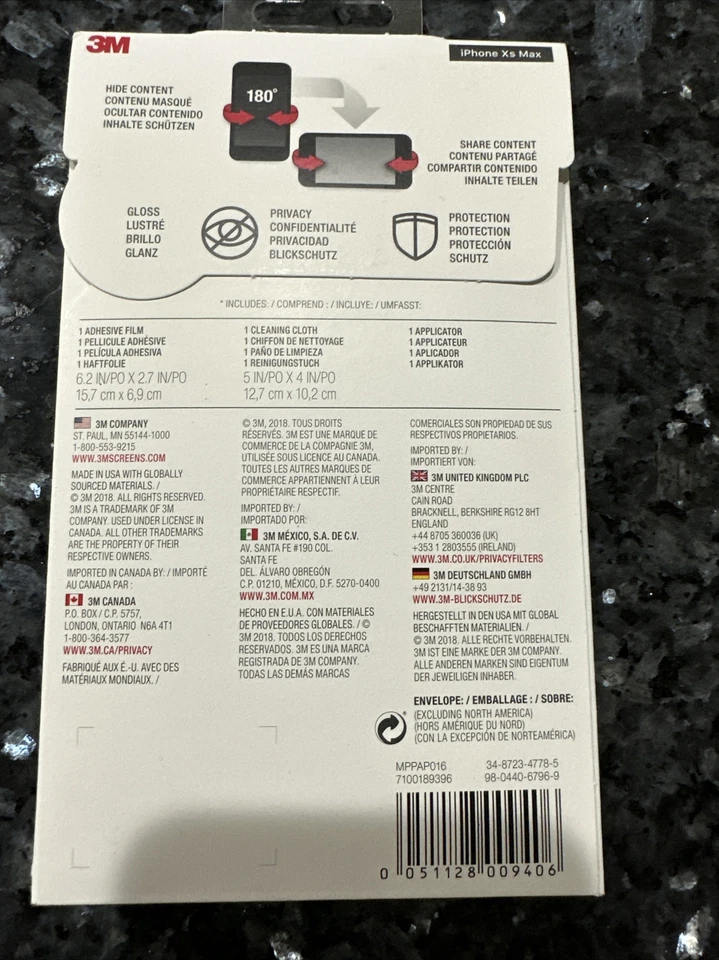 3M
iPhone Xs Max
HIDE CONTENT
CONTENU MASQUÉ
OCULTAR CONTENIDO
INHALTE SCHÜTZEN
180°
SHARE CONTENT
CONTENU PARTAGÉ
COMPARTIR CONTENIDO
INHALTE TEILEN
GLOSS
LUSTRÉ
BRILLO
GLANZ
PRIVACY
CONFIDENTIALITÉ
PRIVACIDAD
BLICKSCHUTZ
PROTECTION
PROTECTION
PROTECCIÓN
SCHUTZ
* INCLUDES: / COMPREND : / INCLUYE: / UMFASST:
1 ADHESIVE FILM
1 PELLICULE ADHÉSIVE
1 PELÍCULA ADHESIVA
1 HAFTFOLIE
6.2 IN/PO X 2.7 IN/PO
15,7 cm x 6,9 cm
1 CLEANING CLOTH
1 CHIFFON DE NETTOYAGE
1 PAÑO DE LIMPIEZA
1 REINIGUNGSTUCH
5 IN/PO X 4 IN/PO
12,7 cm x 10,2 cm
1 APPLICATOR
1 APPLICATEUR
1 APLICADOR
1 APPLIKATOR
3M COMPANY
ST. PAUL, MN 55144-1000
1-800-553-9215
WWW.3MSCREENS.COM
MADE IN USA WITH GLOBALLY
SOURCED MATERIALS. /
© 3M 2018. ALL RIGHTS RESERVED.
3M IS A TRADEMARK OF 3M
COMPANY. USED UNDER LICENSE IN
CANADA. ALL OTHER TRADEMARKS
ARE THE PROPERTY OF THEIR
RESPECTIVE OWNERS.
IMPORTED IN CANADA BY: / IMPORTÉ
AU CANADA PAR :
3M CANADA
P.O. BOX / C.P. 5757,
LONDON, ONTARIO N6A 4T1
1-800-364-3577
WWW.3M.CA/PRIVACY
FABRIQUÉ AUX É.-U. AVEC DES
MATÉRIAUX MONDIAUX. /
© 3M, 2018. TOUS DROITS
RÉSERVÉS. 3M EST UNE MARQUE DE
COMMERCE DE LA COMPAGNIE 3M,
UTILISÉE SOUS LICENCE AU CANADA.
TOUTES LES AUTRES MARQUES DE
COMMERCE APPARTIENNENT À LEUR
PROPRIÉTAIRE RESPECTIF.
IMPORTED BY: /
IMPORTADO POR:
3M MÉXICO, S.A. DE C.V.
AV. SANTA FE #190 COL.
SANTA FE
DEL. ÁLVARO OBREGÓN
C.P. 01210, MÉXICO, D.F. 5270-0400
WWW.3M.COM.MX
HECHO EN E.U.A. CON MATERIALES
DE PROVEEDORES GLOBALES. / ©
3M 2018. TODOS LOS DERECHOS
RESERVADOS. 3M ES UNA MARCA
REGISTRADA DE 3M COMPANY.
TODAS LAS DEMÁS MARCAS
COMERCIALES SON PROPIEDAD DE SUS
RESPECTIVOS PROPIETARIOS.
IMPORTED BY: /
IMPORTIERT VON:
3M UNITED KINGDOM PLC
3M CENTRE
CAIN ROAD
BRACKNELL, BERKSHIRE RG12 8HT
ENGLAND
+44 8705 360036 (UK)
+353 1 2803555 (IRELAND)
WWW.3M.CO.UK/PRIVACYFILTERS
3M DEUTSCHLAND GMBH
+49 2131/14-38 93
WWW.3M-BLICKSCHUTZ.DE
HERGESTELLT IN DEN USA MIT GLOBAL
BESCHAFFTEN MATERIALIEN. /
© 3M 2018. ALLE RECHTE VORBEHALTEN.
3M IST EINE MARKE DER 3M COMPANY.
ALLE ANDEREN MARKEN SIND EIGENTUM
DER JEWEILIGEN INHABER.
ENVELOPE: / EMBALLAGE : / SOBRE:
(EXCLUDING NORTH AMERICA)
(HORS AMÉRIQUE DU NORD)
(CON LA EXCEPCIÓN DE NORTEAMÉRICA)
MPPAP016 34-8723-4778-5
7100189396 98-0440-6796-9
0 051128 009406